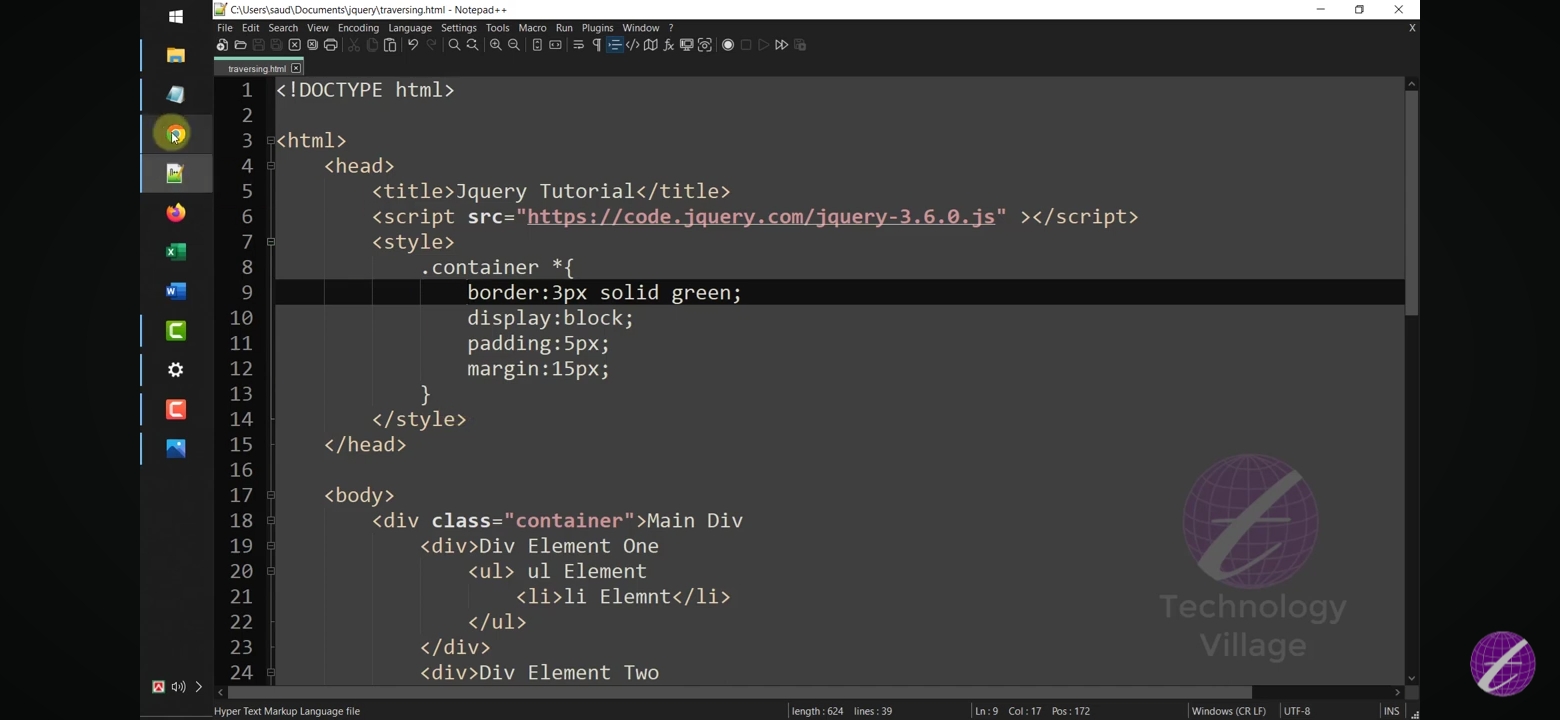 C:\Users\saud\Documents\jquery\traversing.html - Notepad++
File Edit Search View Encoding Language Settings Tools Macro Run Plugins Window ? X
traversing.html
1 <!DOCTYPE html>
2
3 <html>
4 <head>
5 <title>Jquery Tutorial</title>
6 <script src="https://code.jquery.com/jquery-3.6.0.js" ></script>
7 <style>
8 .container *{
9 border:3px solid green;
10 display:block;
11 padding:5px;
12 margin:15px;
13 }
14 </style>
15 </head>
16
17 <body>
18 <div class="container">Main Div
19 <div>Div Element One
20 <ul> ul Element
21 <li>li Elemnt</li>
22 </ul>
23 </div>
24 <div>Div Element Two
Technology
Village
Hyper Text Markup Language file length : 624 lines : 39 Ln : 9 Col : 17 Pos : 172 Windows (CR LF) UTF-8 INS